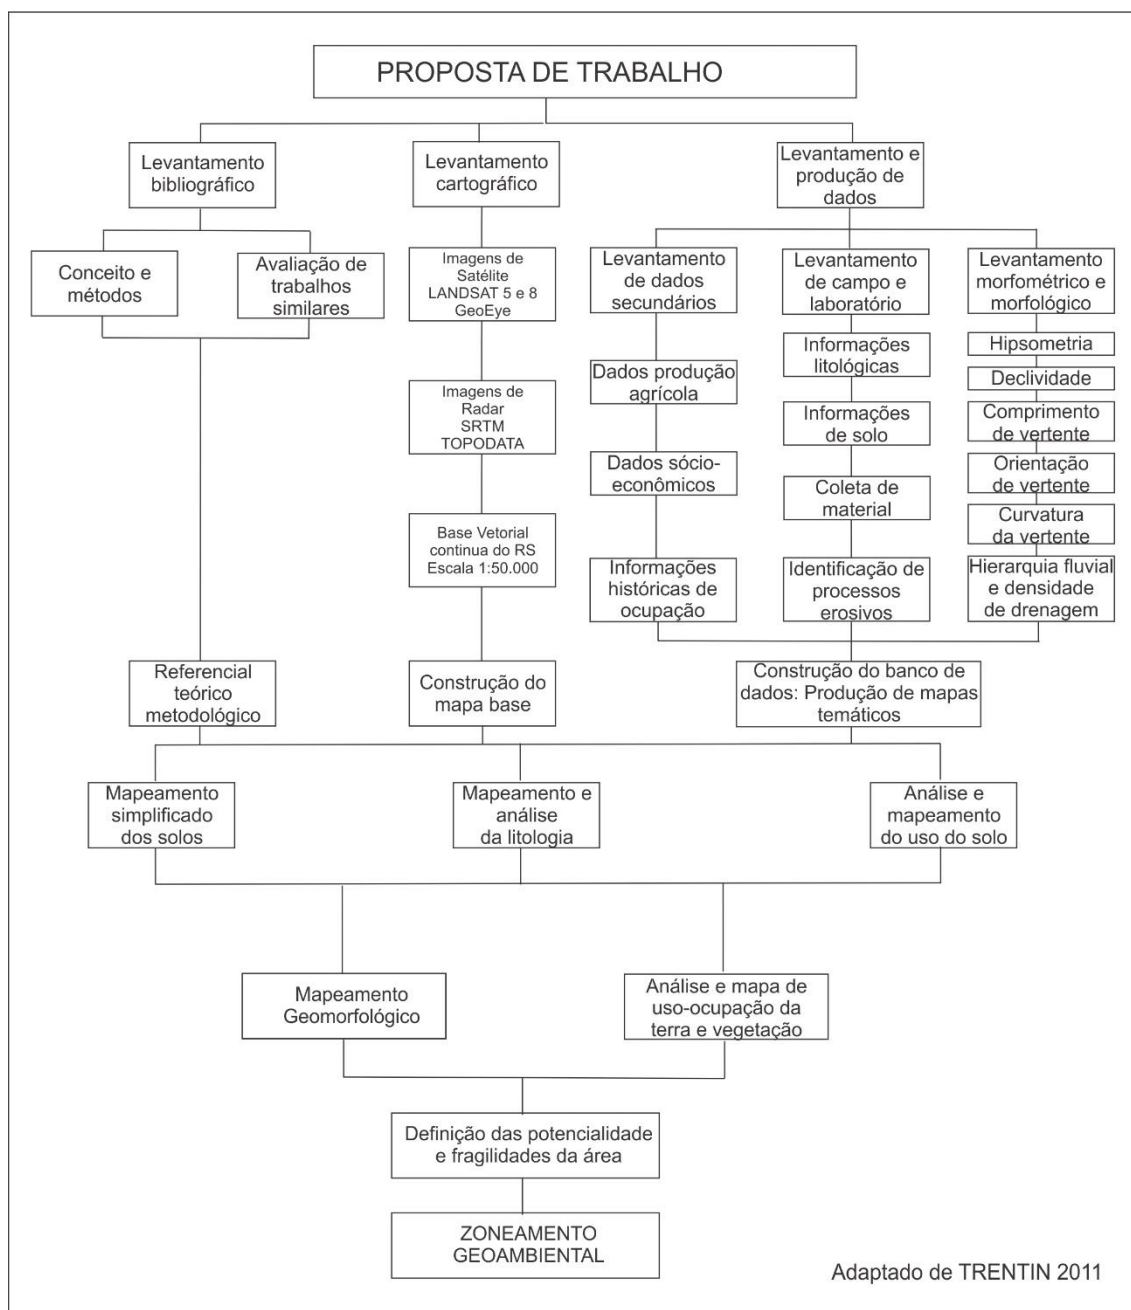 PROPOSTA DE TRABALHO
Levantamento
bibliográfico
Levantamento
cartográfico
Levantamento e
produção de
dados
Conceito e
métodos
Avaliação de
trabalhos
similares
Imagens de
Satélite
LANDSAT 5 e 8
GeoEye
Levantamento
de dados
secundários
Levantamento
de campo e
laboratório
Levantamento
morfométrico e
morfológico
Imagens de
Radar
SRTM
TOPODATA
Dados produção
agrícola
Informações
litológicas
Hipsometria
Declividade
Informações
de solo
Comprimento
de vertente
Base Vetorial
continua do RS
Escala 1:50.000
Dados sócio-
econômicos
Coleta de
material
Orientação
de vertente
Curvatura
da vertente
Informações
históricas de
ocupação
Identificação de
processos
erosivos
Hierarquia fluvial
e densidade
de drenagem
Referencial
teórico
metodológico
Construção do
mapa base
Construção do banco de
dados: Produção de mapas
temáticos
Mapeamento
simplificado
dos solos
Mapeamento e
análise
da litologia
Análise e
mapeamento
do uso do solo
Mapeamento
Geomorfológico
Análise e mapa de
uso-ocupação da
terra e vegetação
Definição das potencialidade
e fragilidades da área
ZONEAMENTO
GEOAMBIENTAL
Adaptado de TRENTIN 2011